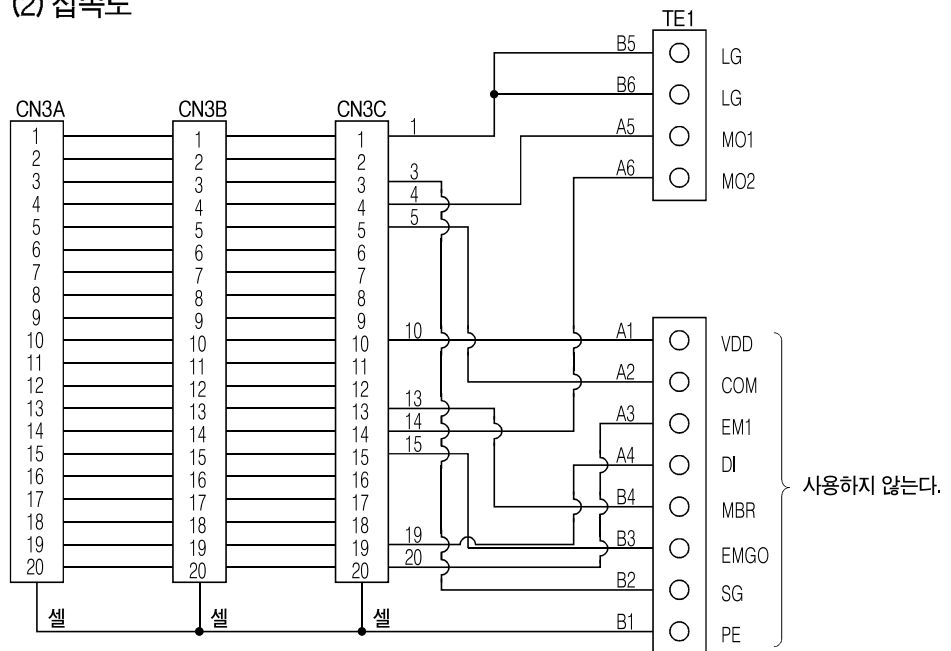 (2) 접속도
TE1
B5 LG
B6 LG
A5 MO1
A6 MO2
CN3A CN3B CN3C
1 1 1 1
2 2 2
3 3 3 3
4 4 4 4
5 5 5 5
6 6 6
7 7 7
8 8 8
9 9 9
10 10 10 10
11 11 11
12 12 12
13 13 13 13
14 14 14 14
15 15 15 15
16 16 16
17 17 17
18 18 18
19 19 19 19
20 20 20 20
A1 VDD
A2 COM
A3 EM1
A4 DI
B4 MBR
B3 EMGO
B2 SG
B1 PE
사용하지 않는다.
셀 셀